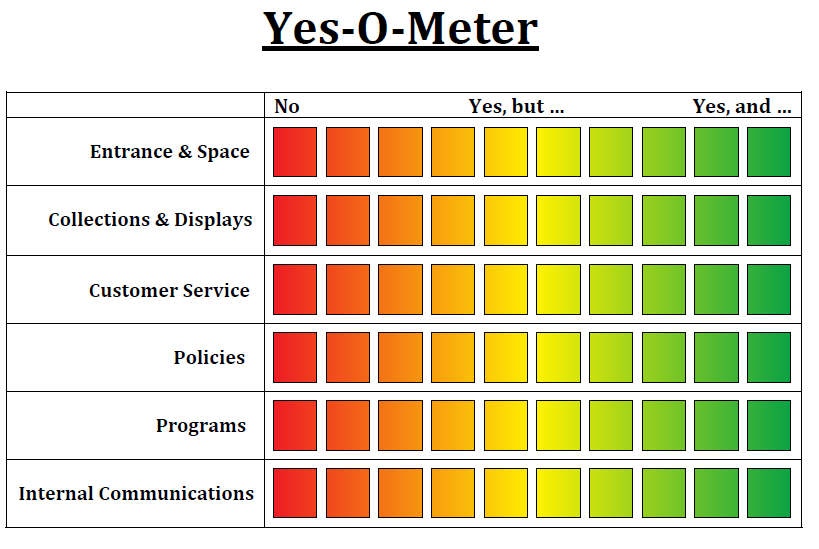 Yes-O-Meter
No Yes, but ... Yes, and ...
Entrance & Space
Collections & Displays
Customer Service
Policies
Programs
Internal Communications